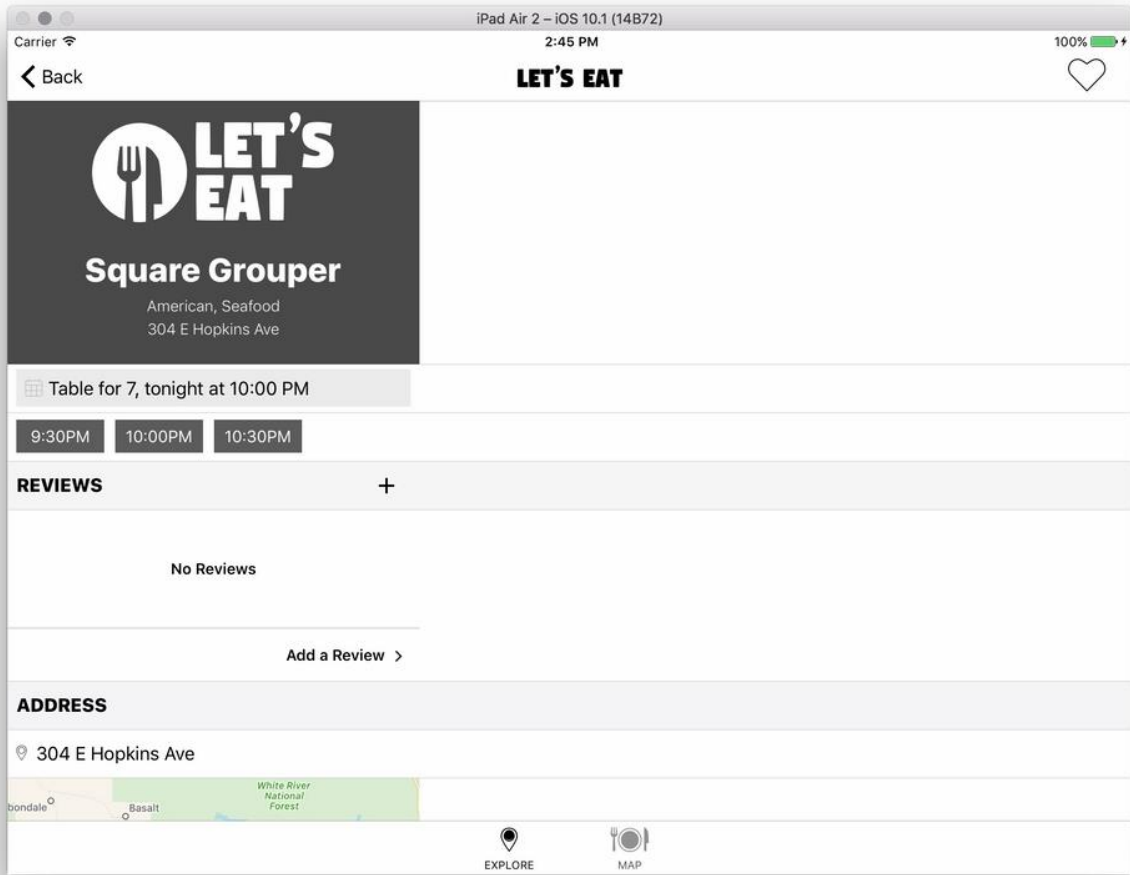 iPad Air 2 – iOS 10.1 (14B72)
Carrier 2:45 PM 100%
Back LET'S EAT
LET'S
EAT
Square Grouper
American, Seafood
304 E Hopkins Ave
Table for 7, tonight at 10:00 PM
9:30PM 10:00PM 10:30PM
REVIEWS +
No Reviews
Add a Review >
ADDRESS
304 E Hopkins Ave
White River
National
Forest
bondale
Basalt
EXPLORE MAP